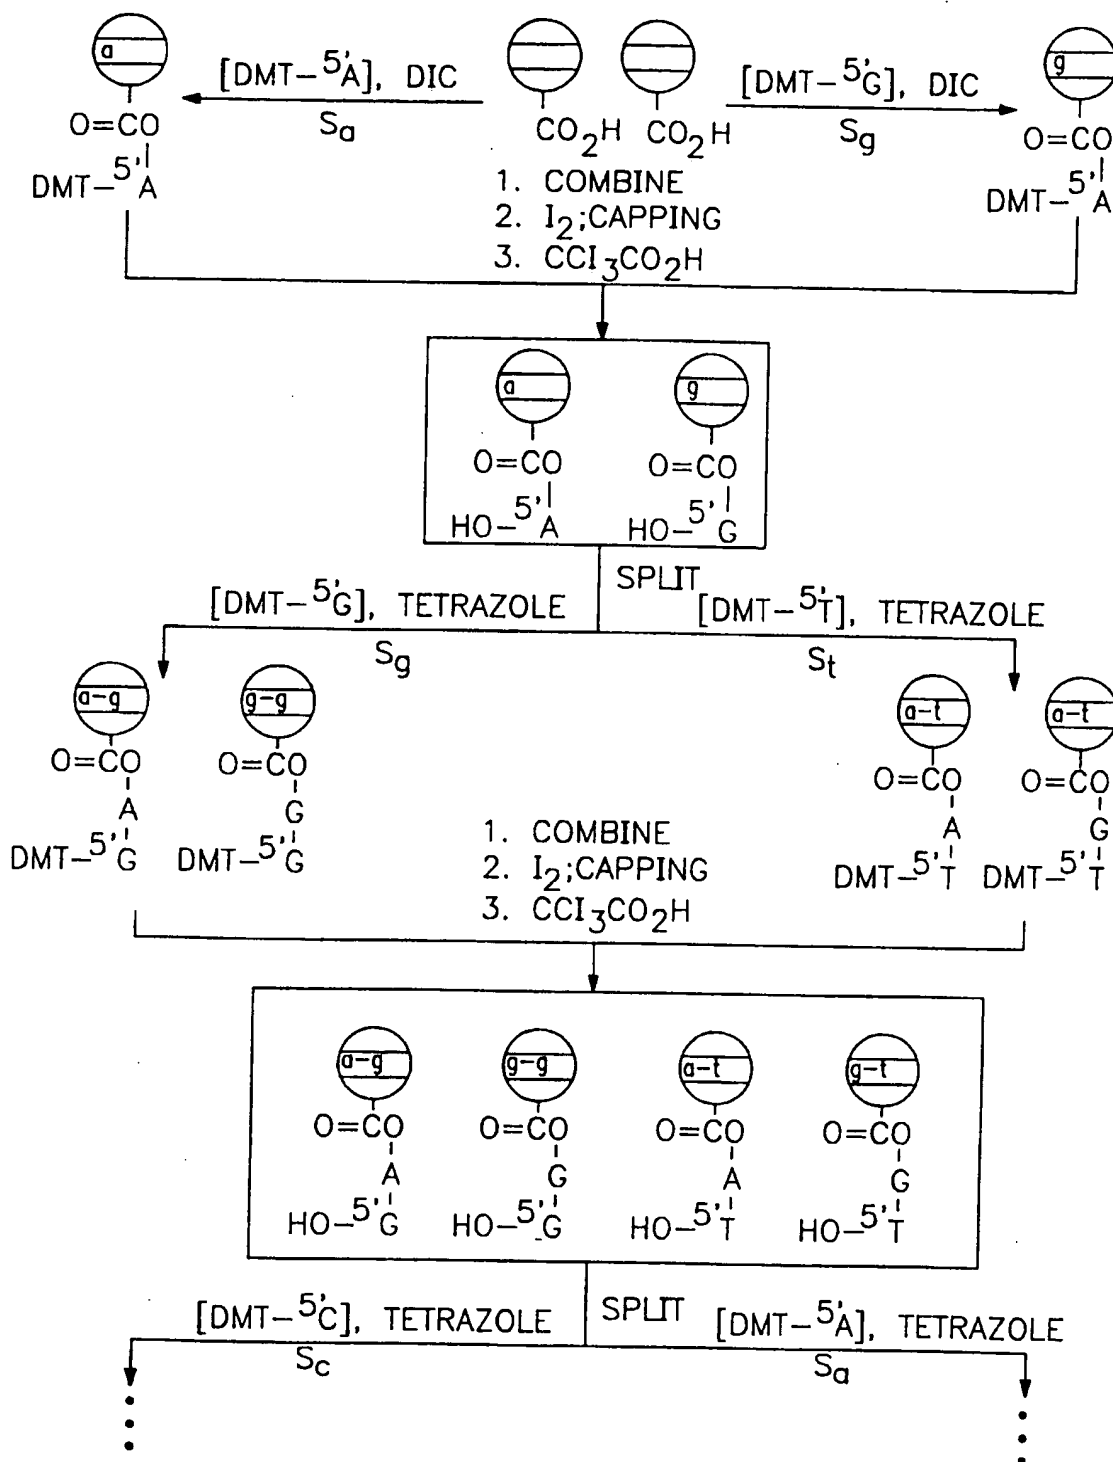 a
[DMT-5'A], DIC
Sa
[DMT-5'G], DIC
Sg
g
CO2H
CO2H
O=CO
DMT-5'A
O=CO
DMT-5'A
1. COMBINE
2. I2;CAPPING
3. CCl3CO2H
a
g
O=CO
O=CO
HO-5'A
HO-5'G
SPLIT
[DMT-5'G], TETRAZOLE
Sg
[DMT-5'T], TETRAZOLE
St
a-g
g-g
a-t
a-t
O=CO
O=CO
O=CO
O=CO
A
G
A
G
DMT-5'G
DMT-5'G
DMT-5'T
DMT-5'T
1. COMBINE
2. I2;CAPPING
3. CCl3CO2H
a-g
g-g
a-t
g-t
O=CO
O=CO
O=CO
O=CO
A
G
A
G
HO-5'G
HO-5'G
HO-5'T
HO-5'T
SPLIT
[DMT-5'C], TETRAZOLE
Sc
[DMT-5'A], TETRAZOLE
Sa